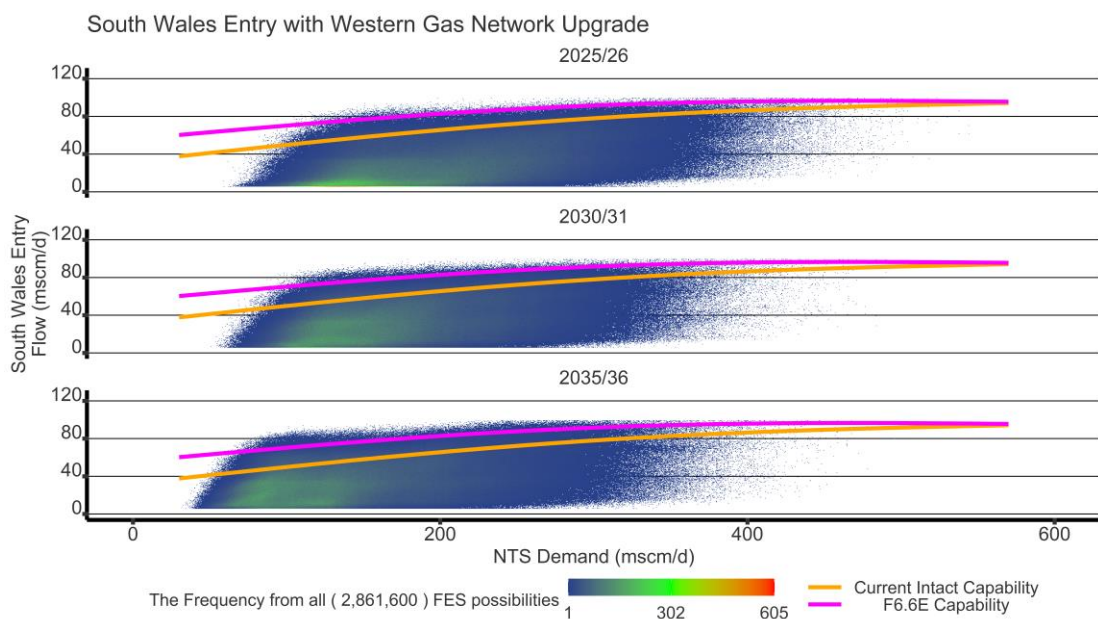 South Wales Entry with Western Gas Network Upgrade
2025/26
120
80
40
0
2030/31
120
80
40
0
2035/36
120
80
40
0
South Wales Entry
Flow (mscm/d)
0 200 400 600
NTS Demand (mscm/d)
The Frequency from all ( 2,861,600 ) FES possibilities
1 302 605
Current Intact Capability
F6.6E Capability